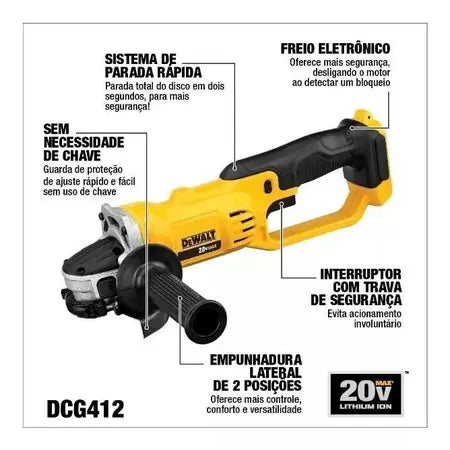 SISTEMA DE
PARADA RÁPIDA
Parada total do disco em dois
segundos, para mais
segurança!
FREIO ELETRÔNICO
Oferece mais segurança,
desligando o motor
ao detectar um bloqueio
SEM
NECESSIDADE
DE CHAVE
Guarda de proteção
de ajuste rápido e fácil
sem uso de chave
DEWALT
20V MAX
INTERRUPTOR
COM TRAVA
DE SEGURANÇA
Evita acionamento
involuntário
EMPUNHADURA
LATERAL
DE 2 POSIÇÕES
Oferece mais controle,
conforto e versatilidade
DCG412
20V MAX*
LITHIUM ION
™